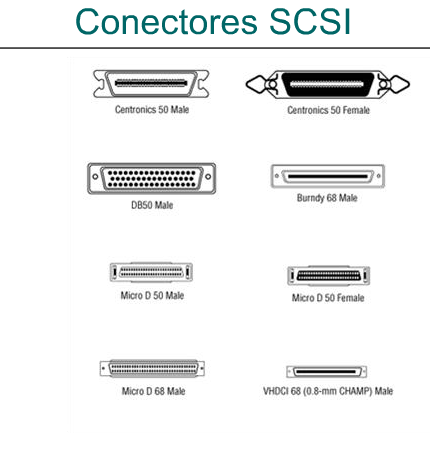 Conectores SCSI
Centronics 50 Male
Centronics 50 Female
DB50 Male
Burndy 68 Male
Micro D 50 Male
Micro D 50 Female
Micro D 68 Male
VHDCI 68 (0.8-mm CHAMP) Male